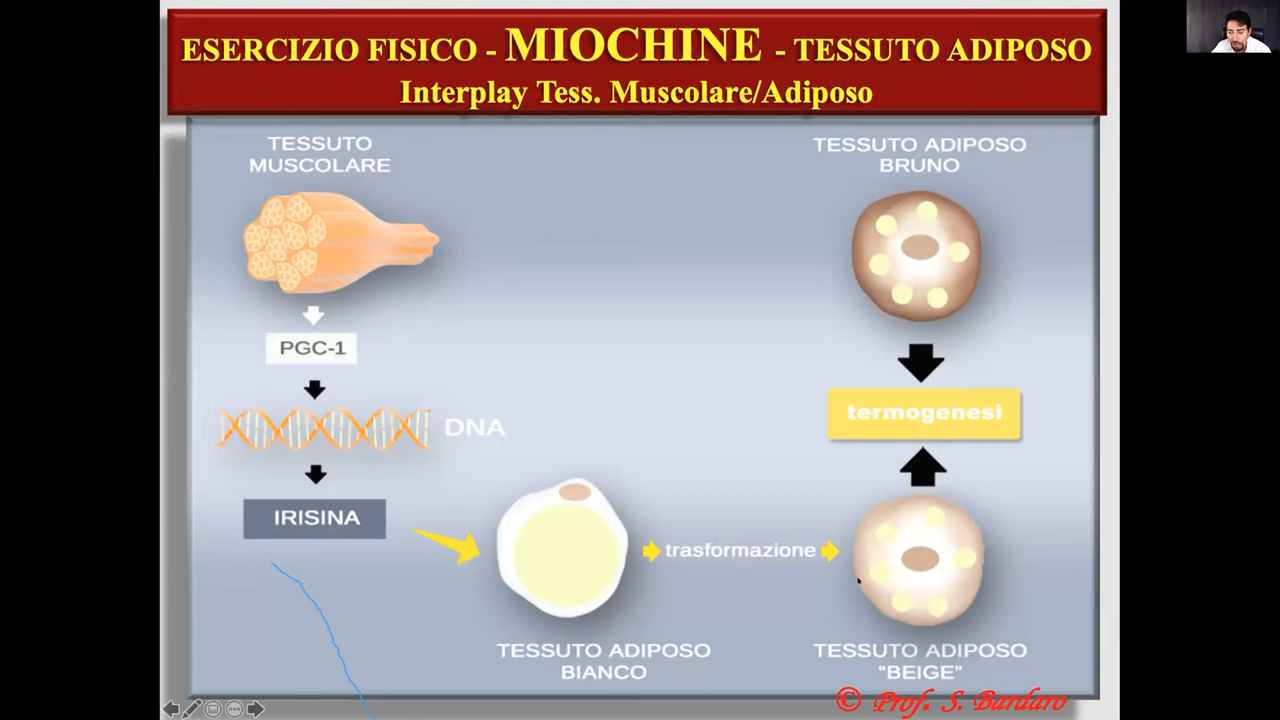 ESERCIZIO FISICO - MIOCHINE - TESSUTO ADIPOSO
Interplay Tess. Muscolare/Adiposo
TESSUTO
MUSCOLARE
PGC-1
DNA
IRISINA
TESSUTO ADIPOSO
BIANCO
trasformazione
TESSUTO ADIPOSO
BRUNO
termogenesi
TESSUTO ADIPOSO
“BEIGE”
© Prof. S. Bardaro